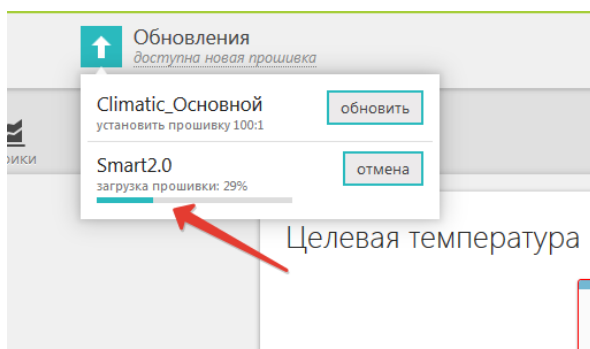 Обновления
доступна новая прошивка
Climatic_Основной
обновить
установить прошивку 100:1
Smart2.0
отмена
загрузка прошивки: 29%
Целевая температура